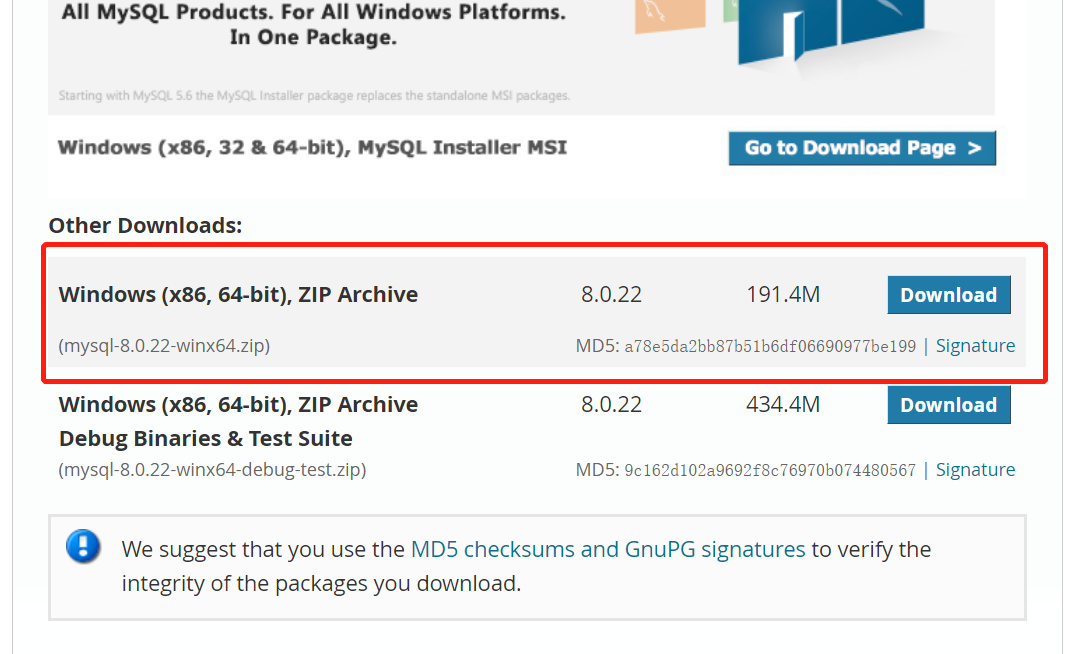 All MySQL Products. For All Windows Platforms.
In One Package.
Starting with MySQL 5.6 the MySQL Installer package replaces the standalone MSI packages.
Windows (x86, 32 & 64-bit), MySQL Installer MSI
Go to Download Page >
Other Downloads:
Windows (x86, 64-bit), ZIP Archive 8.0.22 191.4M Download
(mysql-8.0.22-winx64.zip) MD5: a78e5da2bb87b51b6df06690977be199 | Signature
Windows (x86, 64-bit), ZIP Archive 8.0.22 434.4M Download
Debug Binaries & Test Suite
(mysql-8.0.22-winx64-debug-test.zip) MD5: 9c162d102a9692f8c76970b074480567 | Signature
We suggest that you use the MD5 checksums and GnuPG signatures to verify the
integrity of the packages you download.